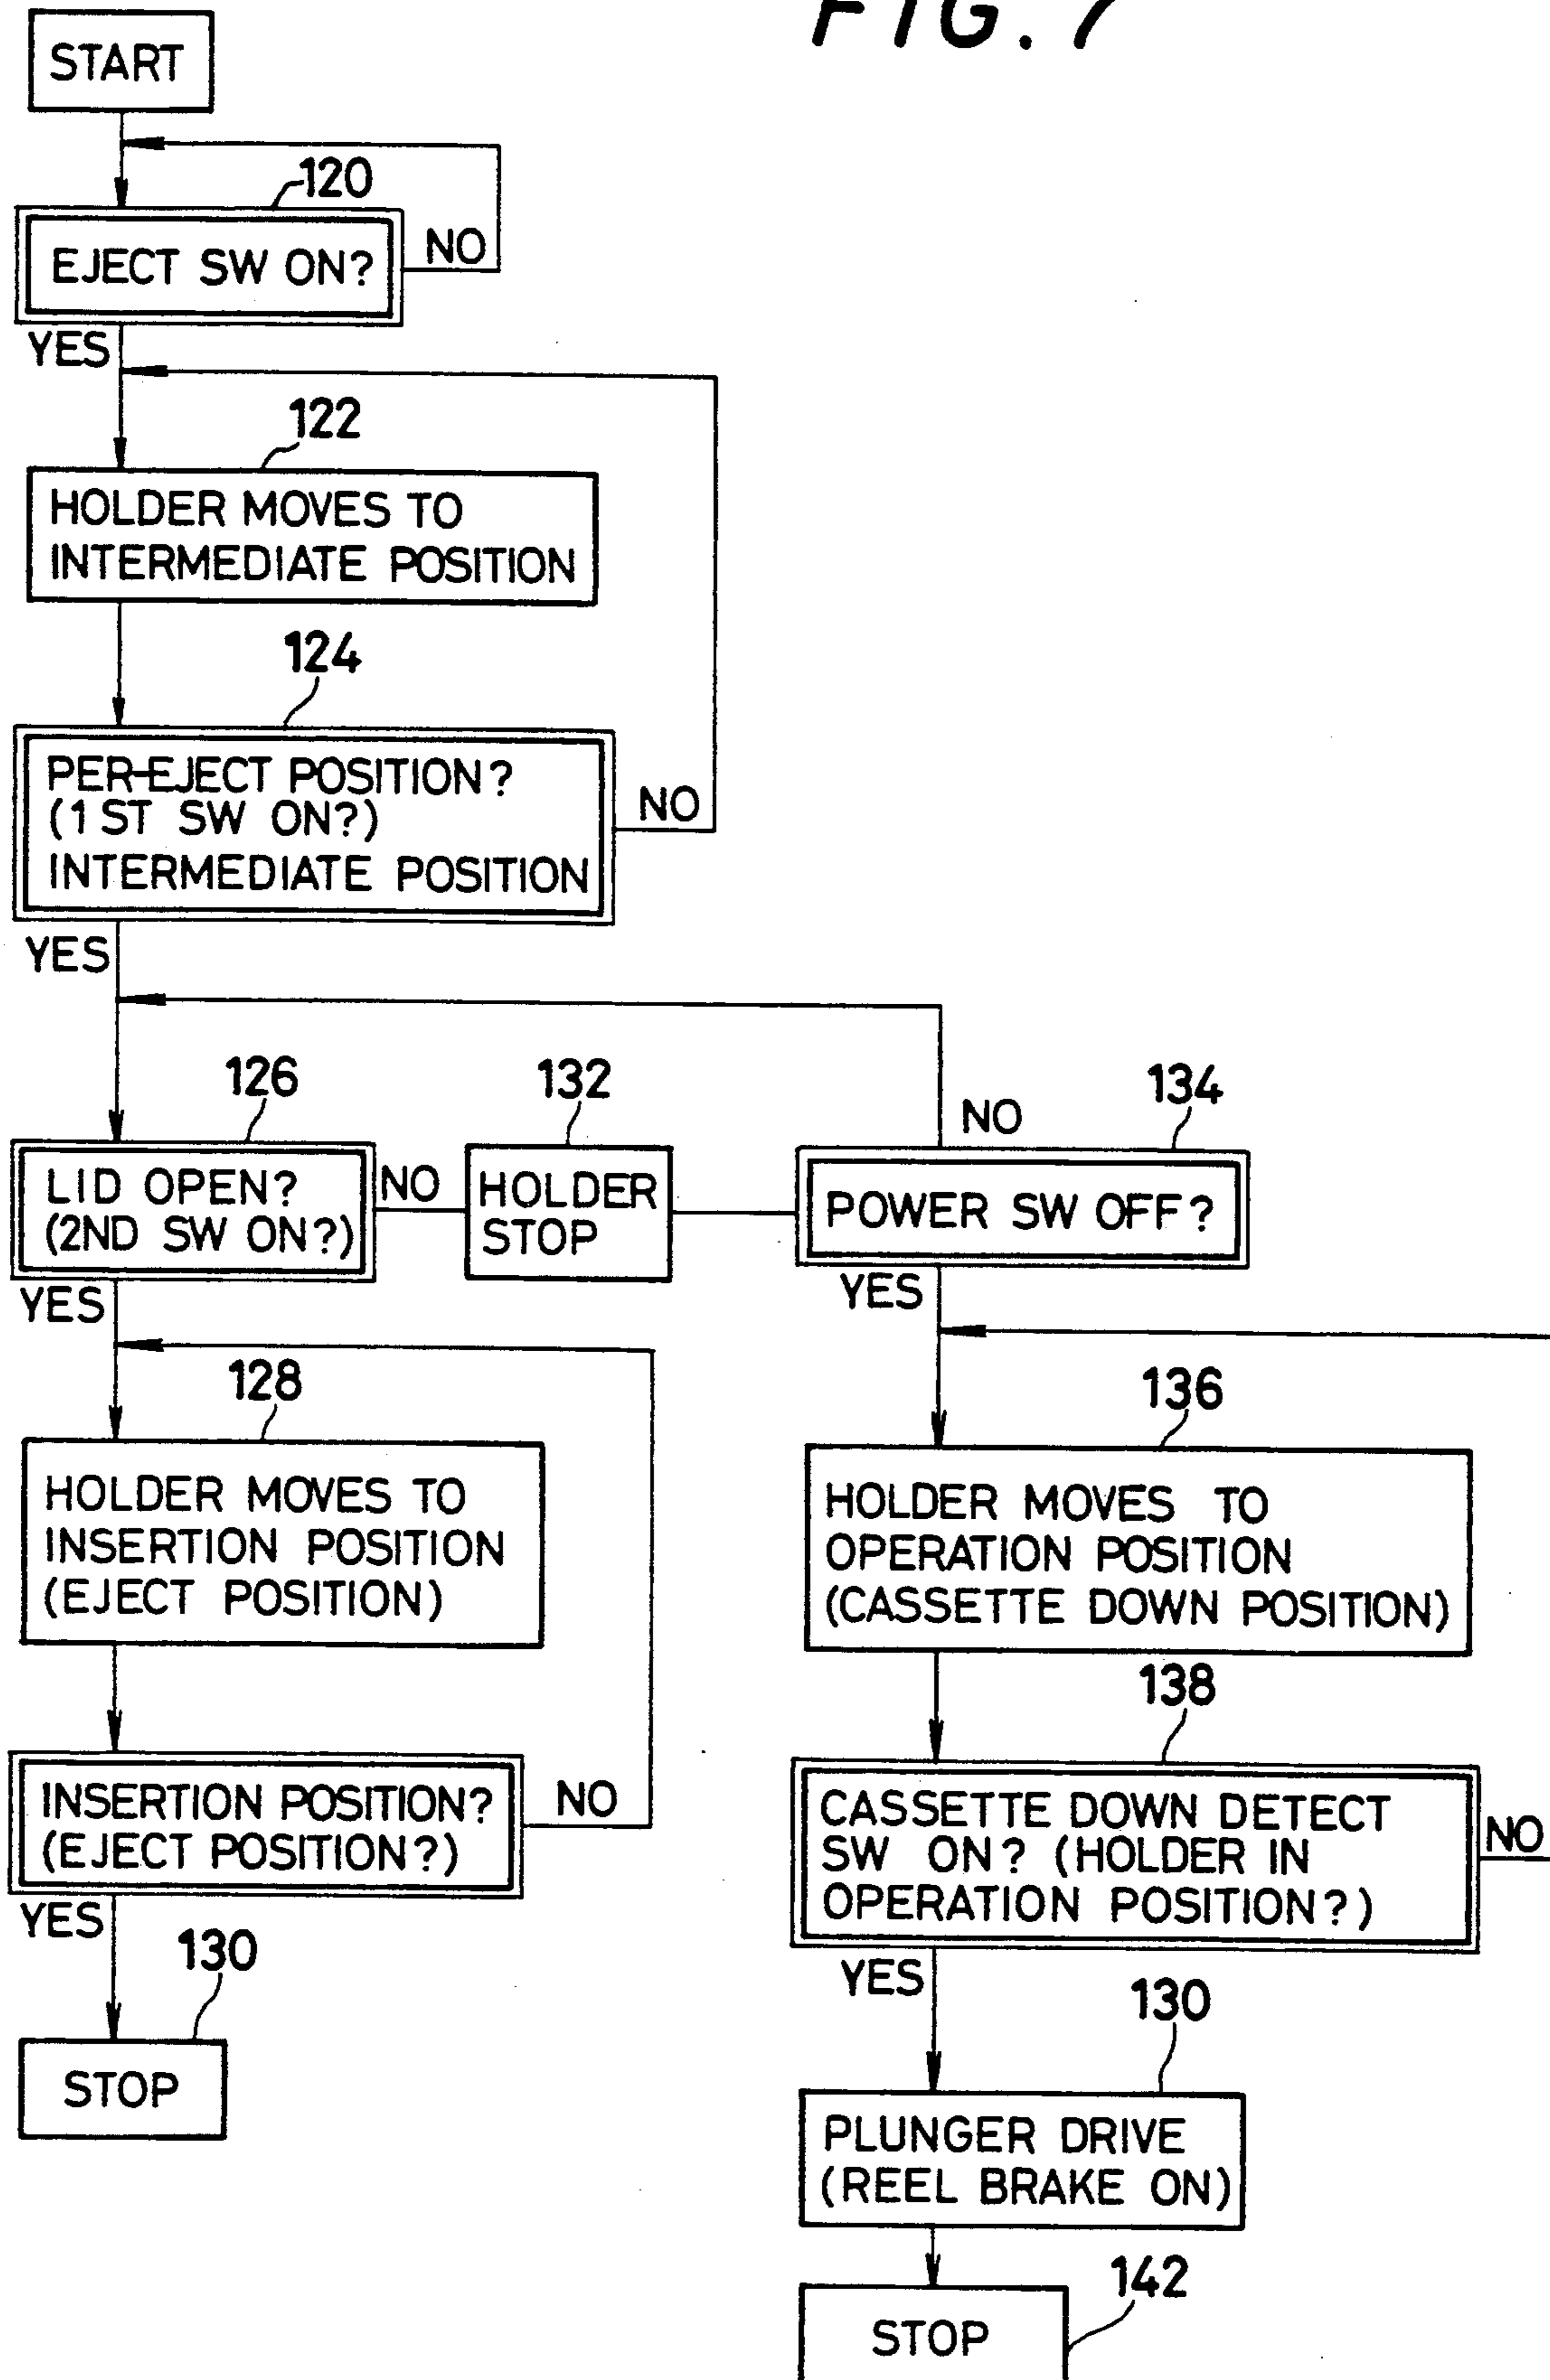 FIG. 7
START
120
EJECT SW ON?
NO
YES
122
HOLDER MOVES TO
INTERMEDIATE POSITION
124
PER-EJECT POSITION?
(1ST SW ON?)
INTERMEDIATE POSITION
NO
YES
126
LID OPEN?
(2ND SW ON?)
NO
132
HOLDER
STOP
134
NO
POWER SW OFF?
YES
YES
128
HOLDER MOVES TO
INSERTION POSITION
(EJECT POSITION)
INSERTION POSITION?
(EJECT POSITION?)
NO
YES
130
STOP
136
HOLDER MOVES TO
OPERATION POSITION
(CASSETTE DOWN POSITION)
138
CASSETTE DOWN DETECT
SW ON? (HOLDER IN
OPERATION POSITION?)
NO
YES
130
PLUNGER DRIVE
(REEL BRAKE ON)
142
STOP